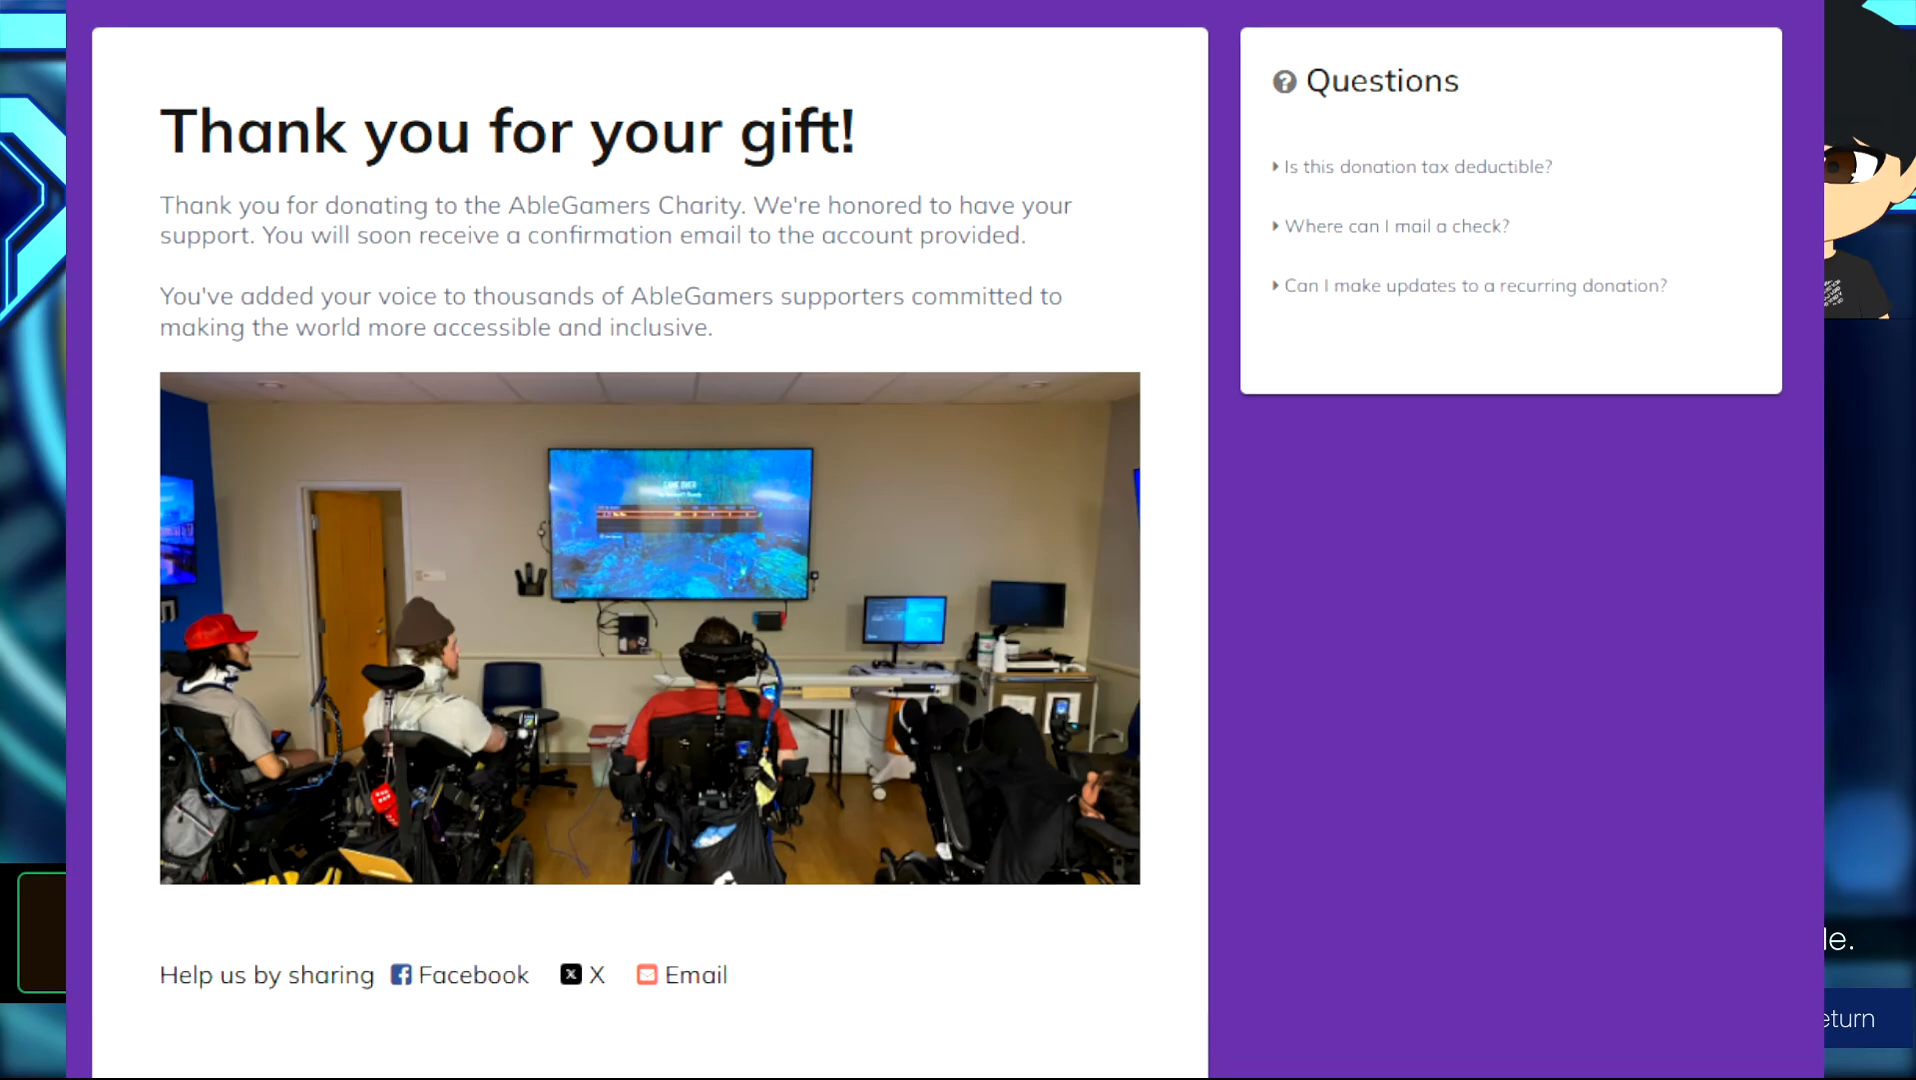 Thank you for your gift!
Thank you for donating to the AbleGamers Charity. We're honored to have your
support. You will soon receive a confirmation email to the account provided.
You've added your voice to thousands of AbleGamers supporters committed to
making the world more accessible and inclusive.
GAME OVER
Help us by sharing Facebook X Email
Questions
Is this donation tax deductible?
Where can I mail a check?
Can I make updates to a recurring donation?
le.
eturn